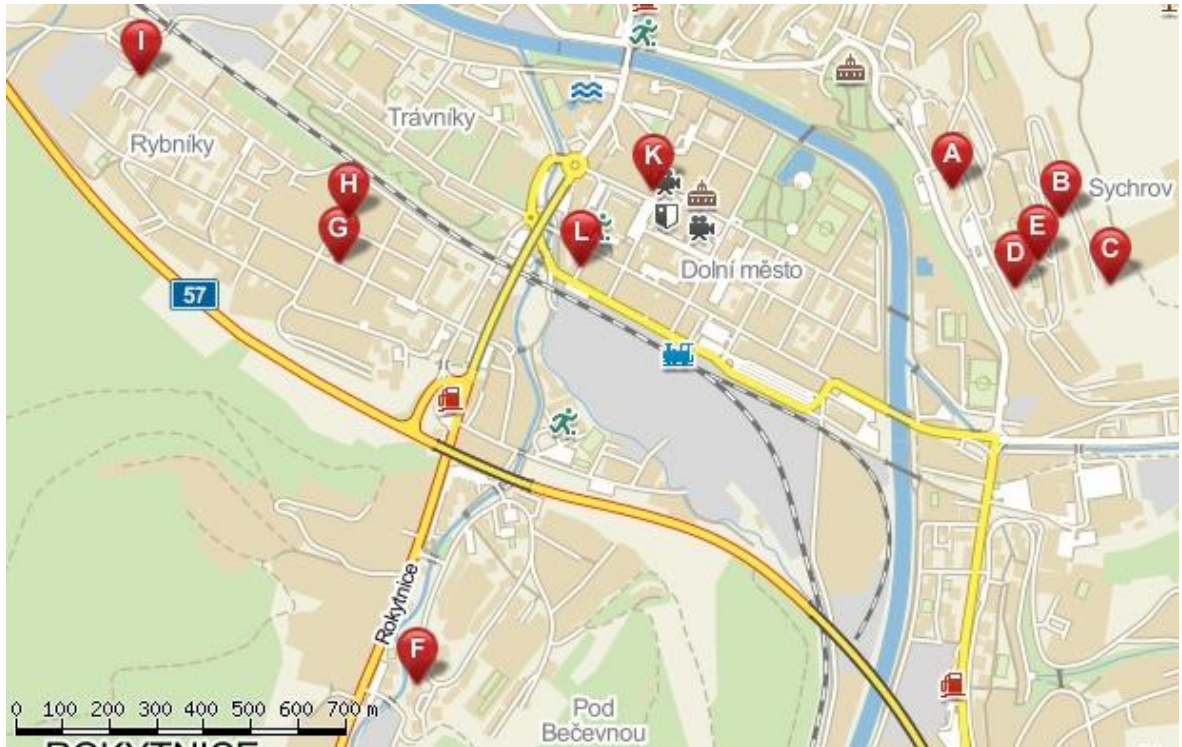 I
Trávníky
Rybníky
K
A
H
B
Sychrov
G
L
E
D
C
Dolní město
57
Rokytnice
F
0 100 200 300 400 500 600 700 m
Pod
Bečevnou
ROKYTNICE